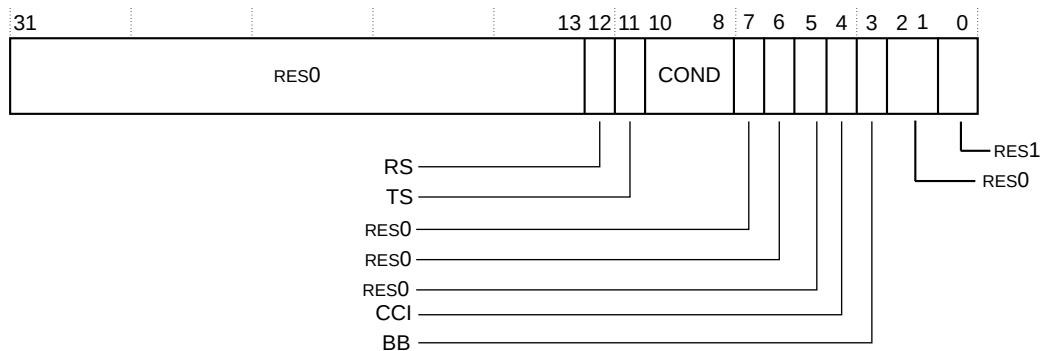 31 13 12 11 10 8 7 6 5 4 3 2 1 0
RES0 COND
RES1
RS
RES0
TS
RES0
RES0
RES0
CCI
BB